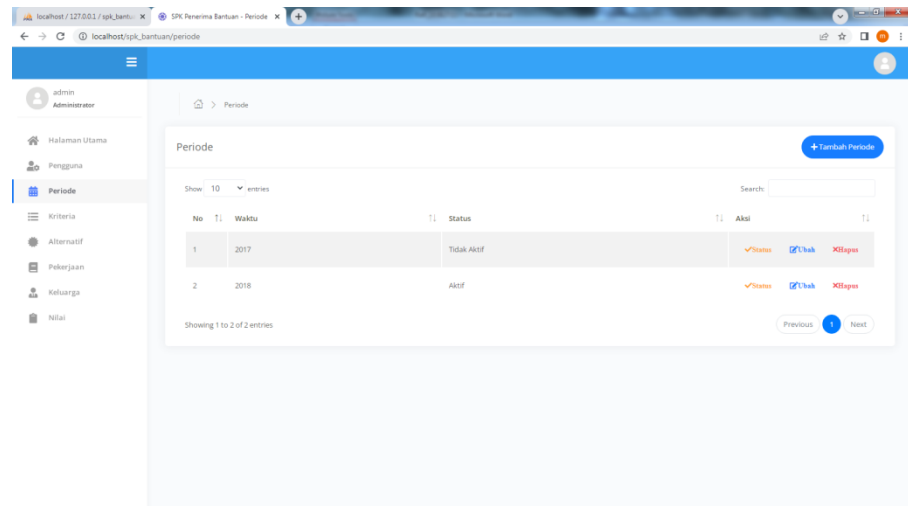 localhost / 127.0.0.1 / spk_bantu
SPK Penerima Bantuan - Periode
localhost/spk_bantuan/periode
m
admin
Administrator
Periode
Halaman Utama
Pengguna
Periode
Kriteria
Alternatif
Pekerjaan
Keluarga
Nilai
Periode
+Tambah Periode
Show 10 entries
Search:
No Waktu Status Aksi
1 2017 Tidak Aktif Status Ubah Hapus
2 2018 Aktif Status Ubah Hapus
Showing 1 to 2 of 2 entries
Previous 1 Next